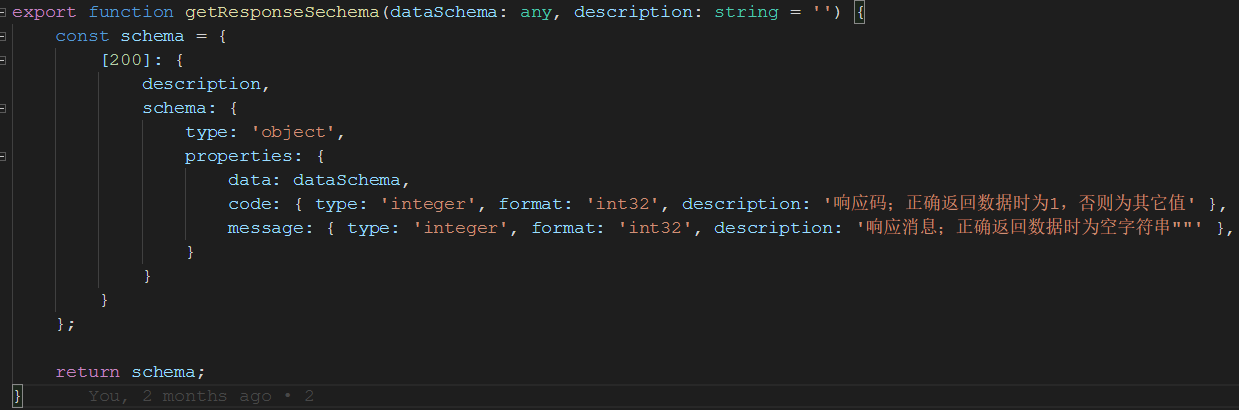 export function getResponseSechema(dataSchema: any, description: string = '') {
    const schema = {
        [200]: {
            description,
            schema: {
                type: 'object',
                properties: {
                    data: dataSchema,
                    code: { type: 'integer', format: 'int32', description: '响应码；正确返回数据时为1，否则为其它值' },
                    message: { type: 'integer', format: 'int32', description: '响应消息；正确返回数据时为空字符串""' },
                }
            }
        }
    };

    return schema;
}      You, 2 months ago • 2